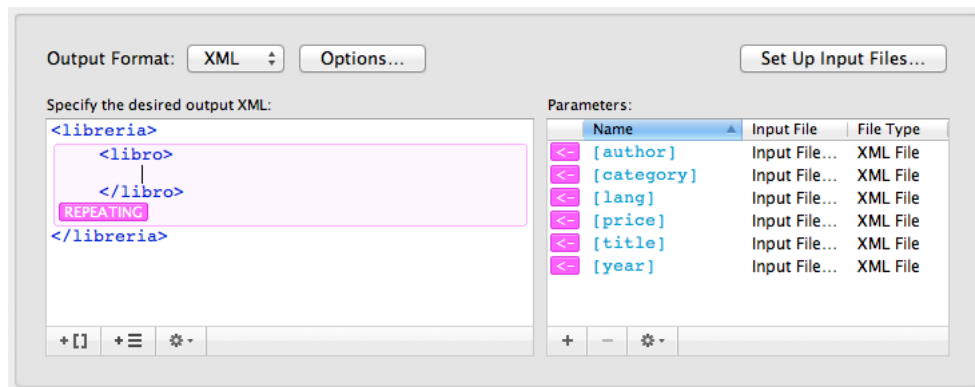 Output Format: XML Options... Set Up Input Files...
Specify the desired output XML:
<libreria>
<libro>
</libro>
REPEATING
</libreria>
+[] +
Parameters:
Name Input File File Type
<- [author] Input File... XML File
<- [category] Input File... XML File
<- [lang] Input File... XML File
<- [price] Input File... XML File
<- [title] Input File... XML File
<- [year] Input File... XML File
+ −